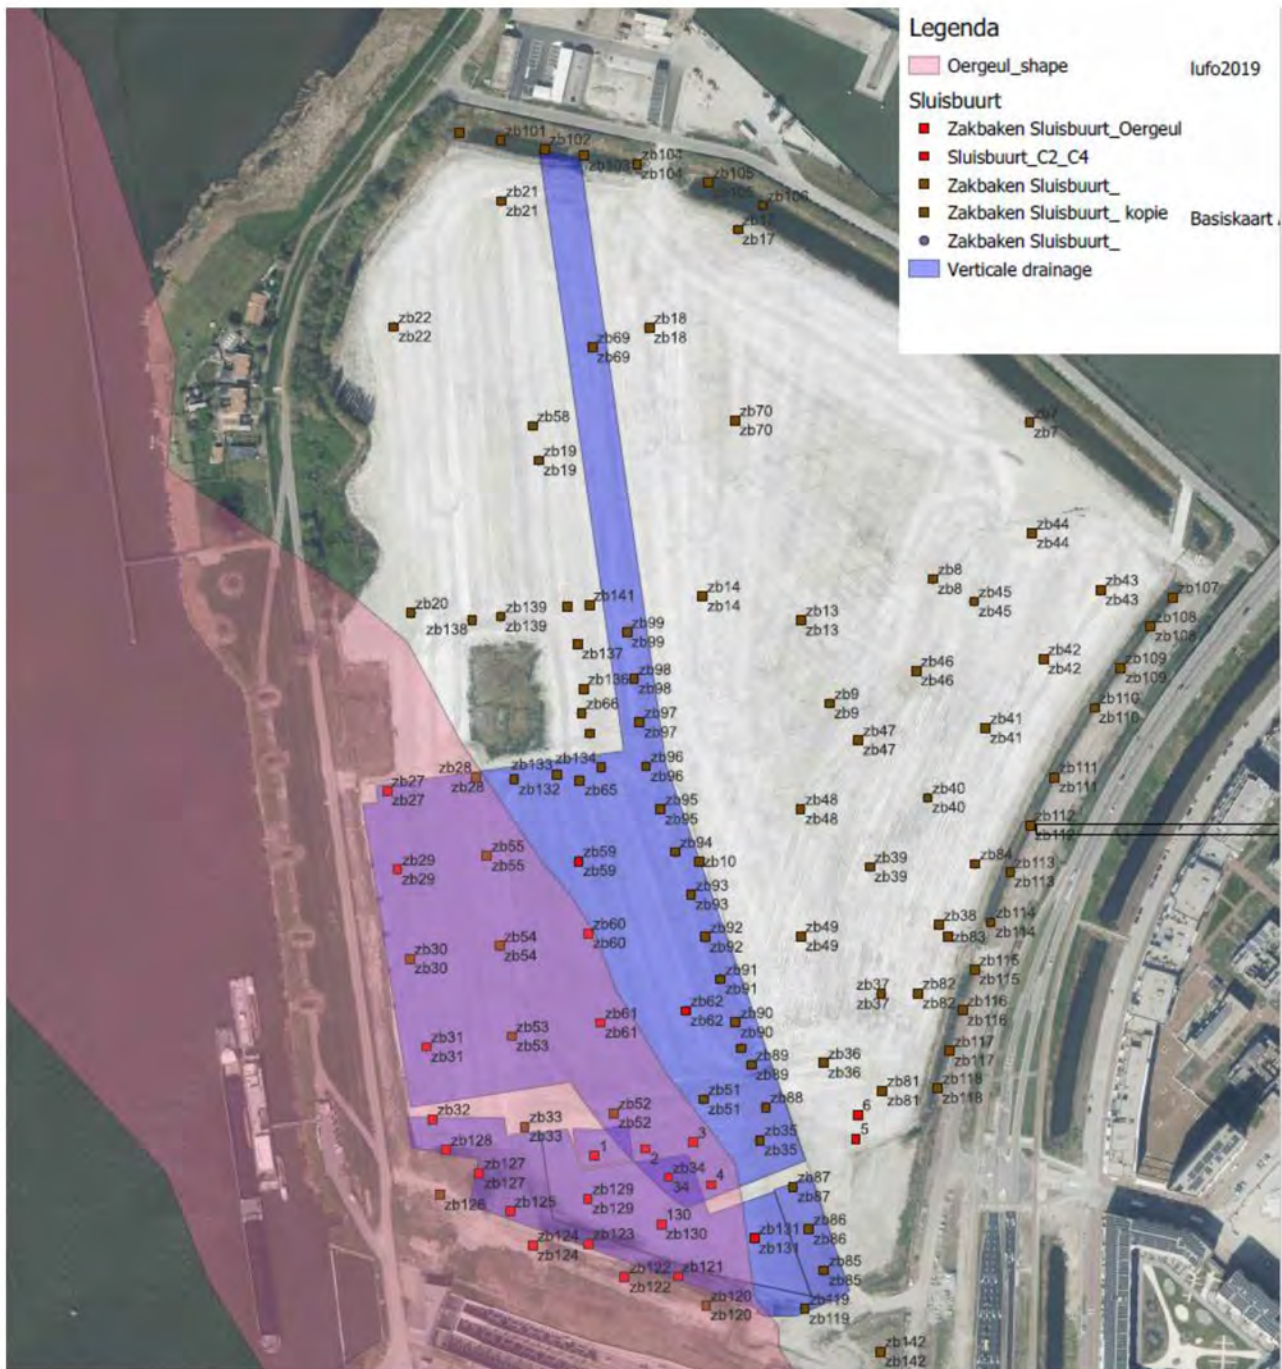 Legenda
Oergeul_shape
lufo2019
Sluisbuurt
Zakbaken Sluisbuurt_Oergeul
Sluisbuurt_C2_C4
Zakbaken Sluisbuurt_
Zakbaken Sluisbuurt_ kopie
Basiskaart
Zakbaken Sluisbuurt_
Verticale drainage
zb101
zb102
zb103
zb104
zb104
zb105
zb105
zb106
zb17
zb17
zb21
zb21
zb22
zb22
zb18
zb18
zb69
zb69
zb70
zb70
zb7
zb7
zb58
zb19
zb19
zb44
zb44
zb8
zb8
zb45
zb45
zb43
zb43
zb107
zb108
zb108
zb20
zb138
zb139
zb139
zb141
zb14
zb14
zb13
zb13
zb99
zb99
zb137
zb42
zb42
zb109
zb109
zb46
zb46
zb98
zb98
zb136
zb66
zb9
zb9
zb110
zb110
zb97
zb97
zb47
zb47
zb41
zb41
zb28
zb28
zb133
zb134
zb132
zb65
zb96
zb96
zb111
zb111
zb27
zb27
zb95
zb95
zb48
zb48
zb40
zb40
zb112
zb112
zb55
zb55
zb59
zb59
zb94
zb10
zb39
zb39
zb84
zb113
zb113
zb29
zb29
zb93
zb93
zb60
zb60
zb92
zb92
zb49
zb49
zb38
zb83
zb114
zb114
zb54
zb54
zb30
zb30
zb91
zb91
zb115
zb115
zb37
zb37
zb82
zb82
zb62
zb62
zb116
zb116
zb61
zb61
zb90
zb90
zb53
zb53
zb31
zb31
zb89
zb89
zb36
zb36
zb117
zb117
zb81
zb81
zb118
zb118
zb51
zb51
zb88
6
5
zb52
zb52
zb32
zb33
zb33
zb35
zb35
1
2
3
4
zb128
zb127
zb127
zb34
34
zb87
zb87
zb126
zb125
zb129
zb129
130
zb130
zb131
zb131
zb86
zb86
zb124
zb124
zb123
zb85
zb85
zb122
zb122
zb121
zb120
zb120
zb119
zb119
zb142
zb142